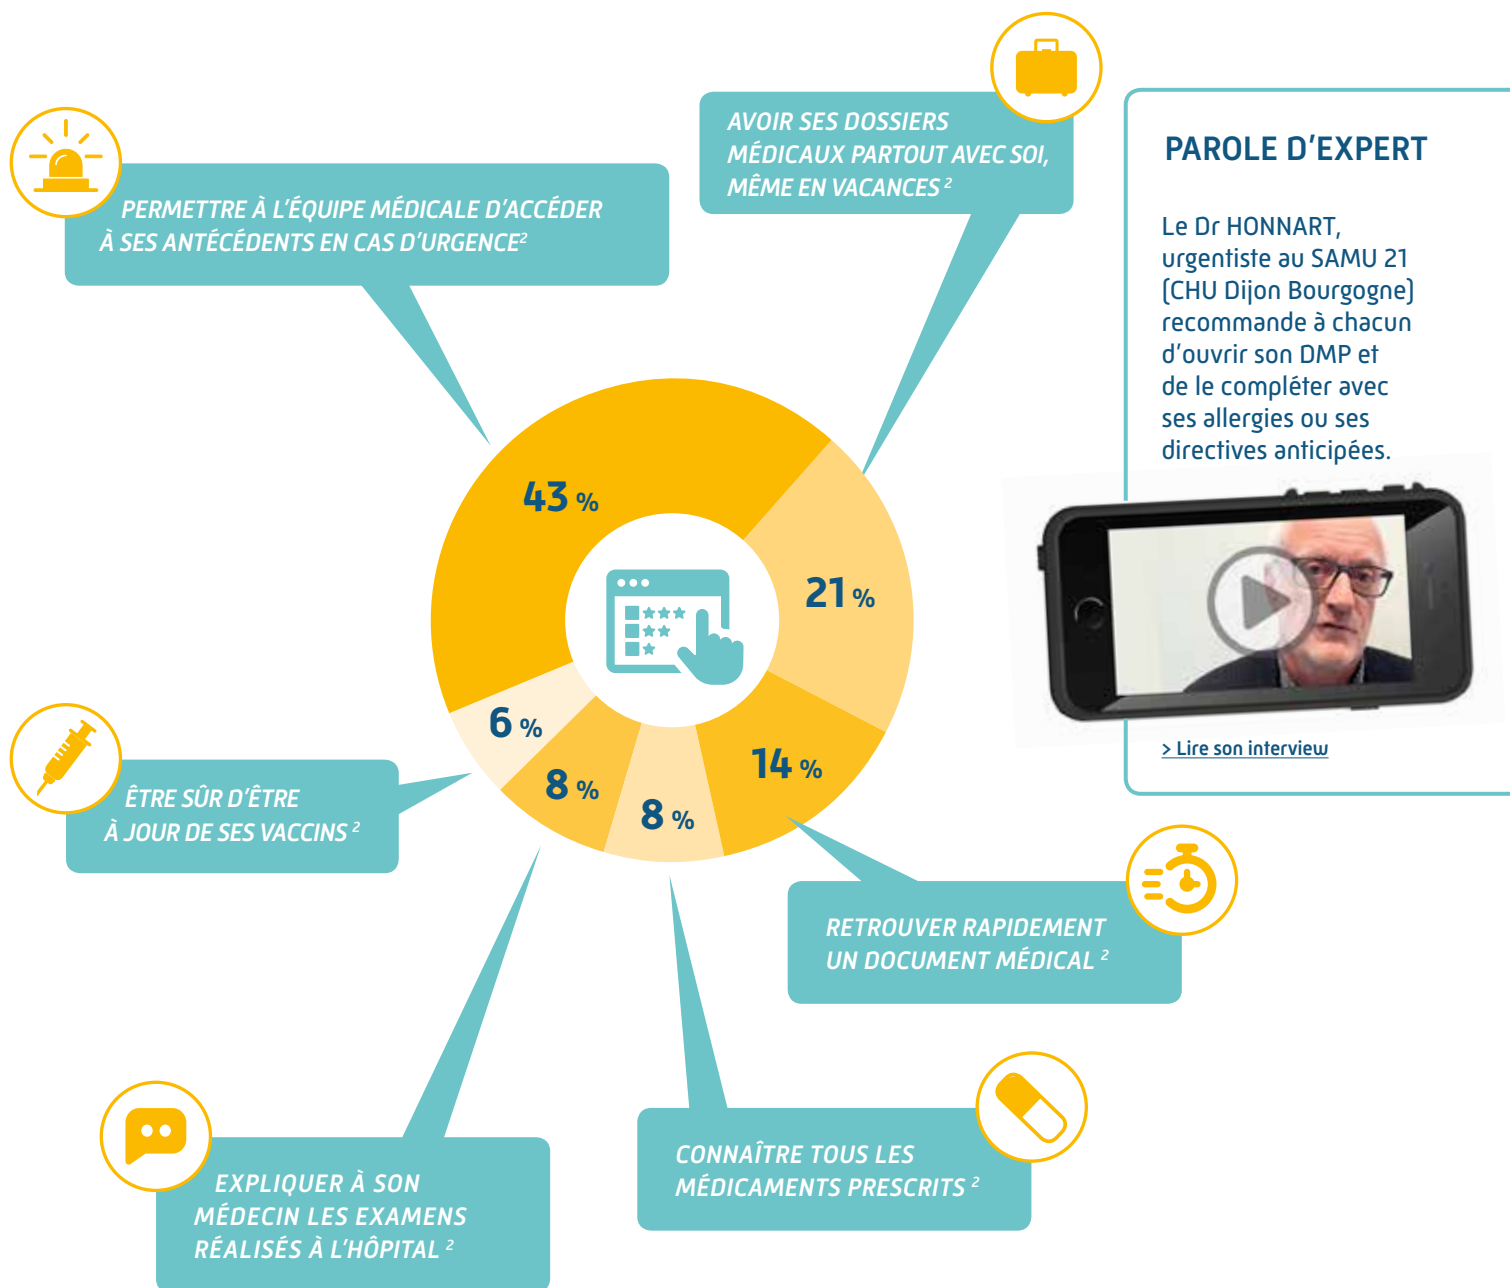 AVOIR SES DOSSIERS
MÉDICAUX PARTOUT AVEC SOI,
MÊME EN VACANCES ²
PERMETTRE À L'ÉQUIPE MÉDICALE D'ACCÉDER
À SES ANTÉCÉDENTS EN CAS D'URGENCE²
PAROLE D'EXPERT
Le Dr HONNART,
urgentiste au SAMU 21
(CHU Dijon Bourgogne)
recommande à chacun
d'ouvrir son DMP et
de le compléter avec
ses allergies ou ses
directives anticipées.
> Lire son interview
43 %
21 %
14 %
8 %
8 %
6 %
ÊTRE SÛR D'ÊTRE
À JOUR DE SES VACCINS ²
RETROUVER RAPIDEMENT
UN DOCUMENT MÉDICAL ²
CONNAÎTRE TOUS LES
MÉDICAMENTS PRESCRITS ²
EXPLIQUER À SON
MÉDECIN LES EXAMENS
RÉALISÉS À L'HÔPITAL ²